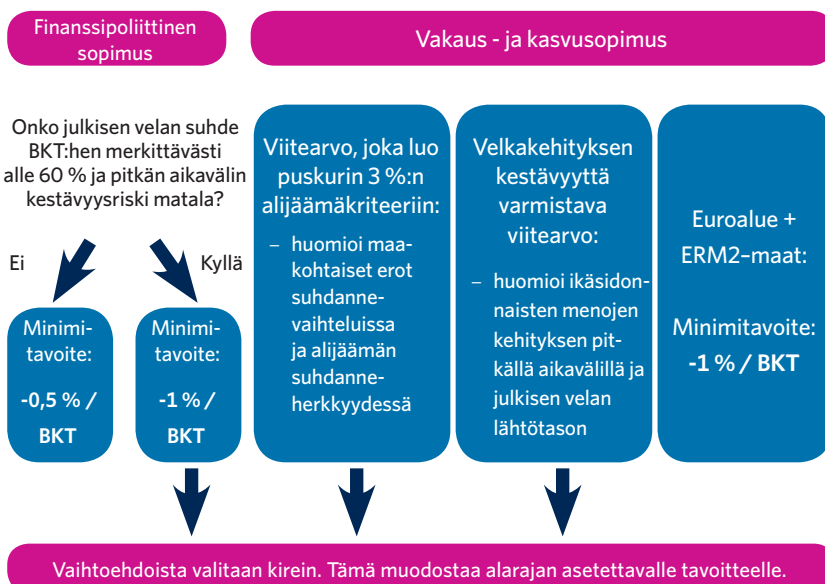 Finanssipoliittinen
sopimus
Vakaus - ja kasvusopimus
Onko julkisen velan suhde
BKT:hen merkittävästi
alle 60 % ja pitkän aikavälin
kestävyysriski matala?
Ei
Kyllä
Minimi-
tavoite:
-0,5 % /
BKT
Minimi-
tavoite:
-1 % /
BKT
Viitearvo, joka luo
puskurin 3 %:n
alijäämäkriteeriin:
– huomioi maa-
kohtaiset erot
suhdanne-
vaihteluissa
ja alijäämän
suhdanne-
herkkyydessä
Velkakehityksen
kestävyyttä
varmistava
viitearvo:
– huomioi ikäsidon-
naisten menojen
kehityksen pit-
källä aikavälillä ja
julkisen velan
lähtötason
Euroalue +
ERM2-maat:
Minimitavoite:
-1 % / BKT
Vaihtoehdoista valitaan kirein. Tämä muodostaa alarajan asetettavalle tavoitteelle.